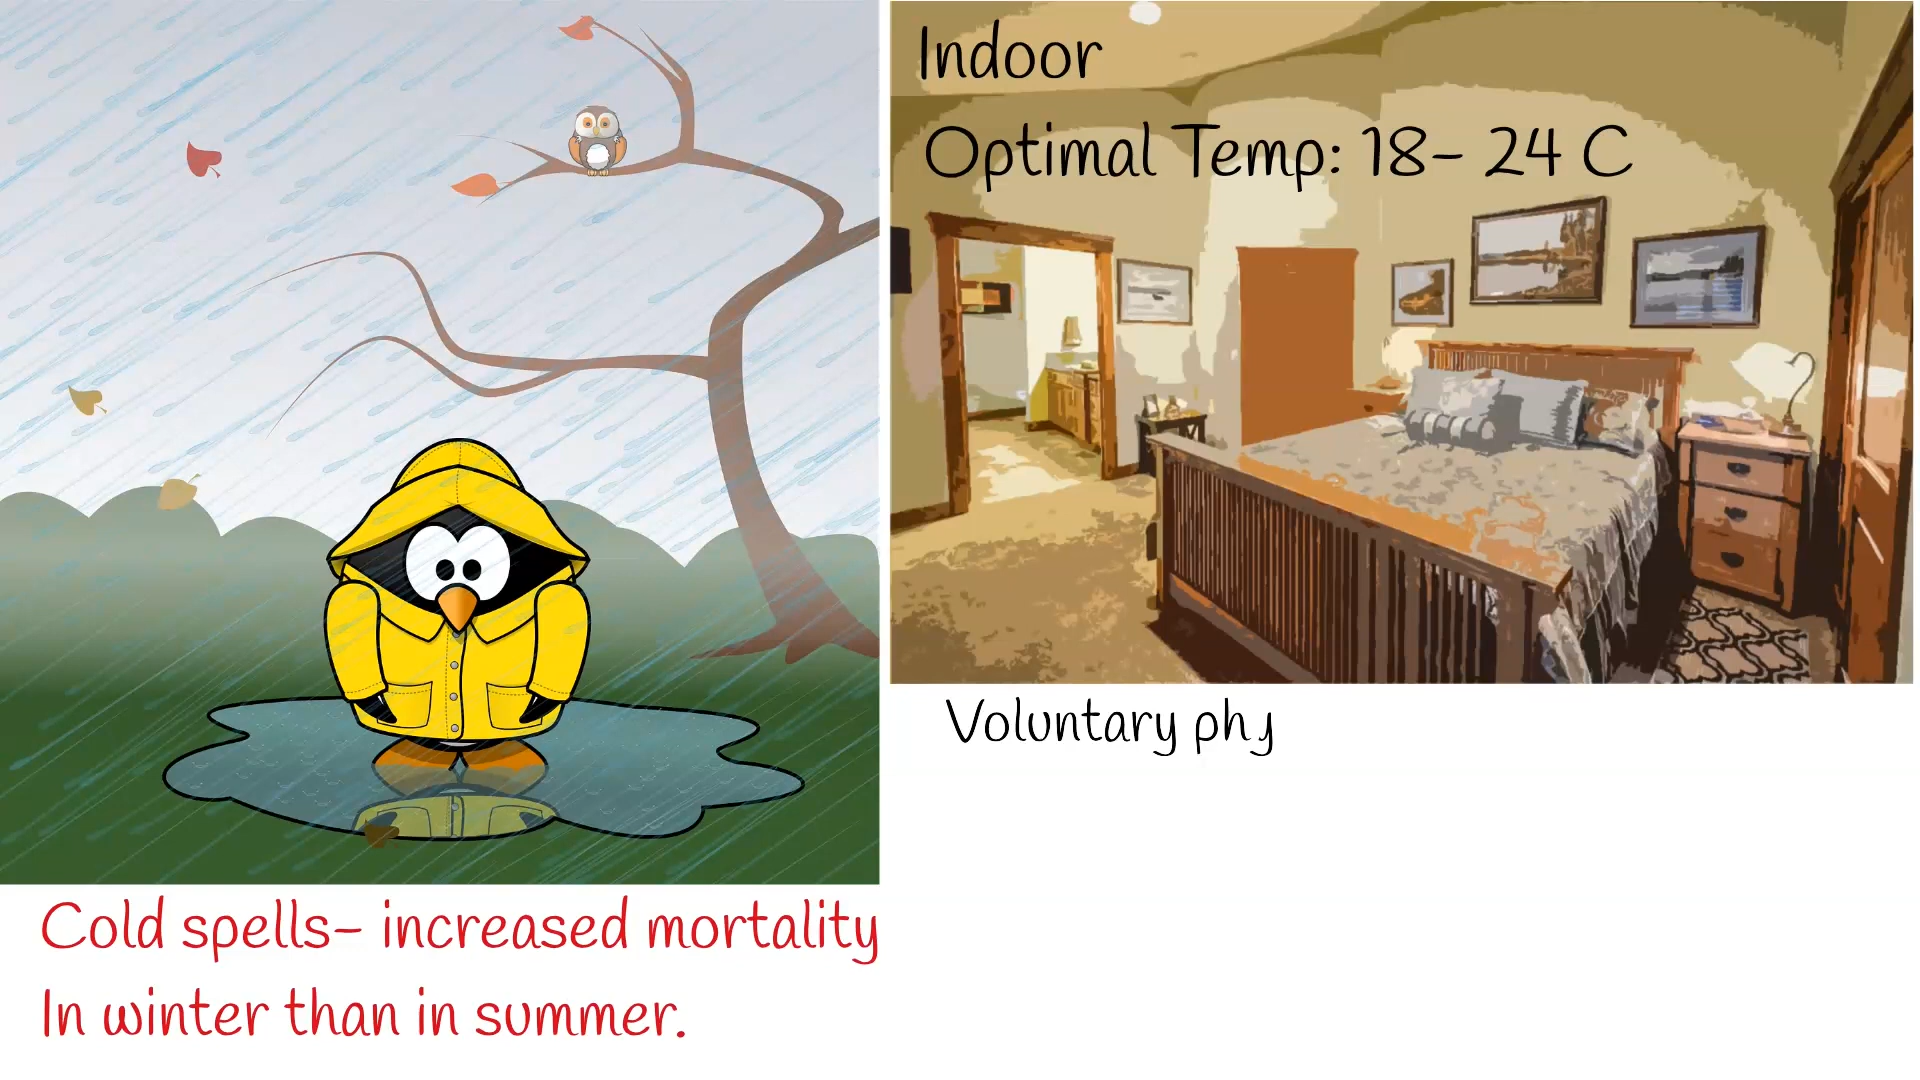 Indoor
Optimal Temp: 18- 24 C
Voluntary phy
Cold spells- increased mortality
In winter than in summer.